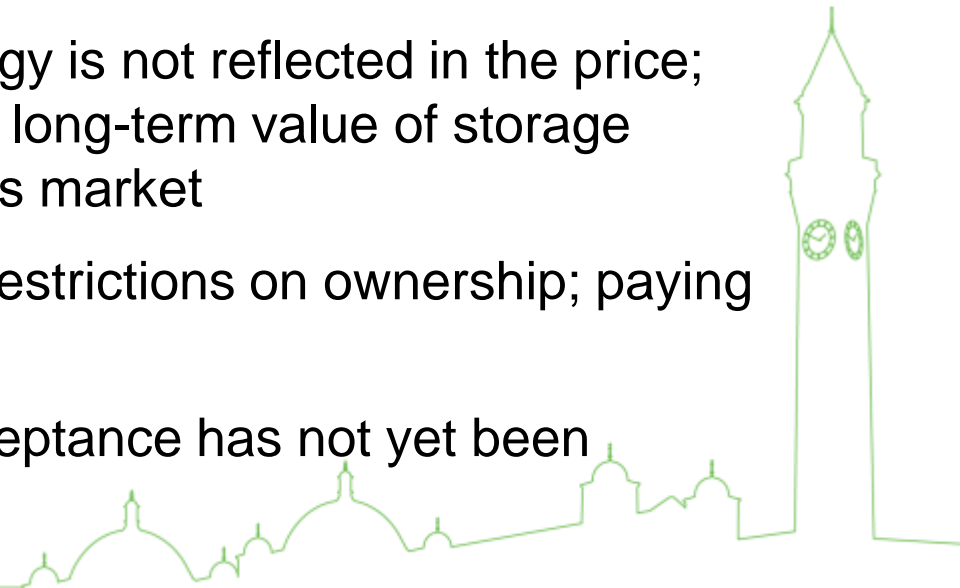 gy is not reflected in the price;
long-term value of storage
s market
estrictions on ownership; paying
eptance has not yet been